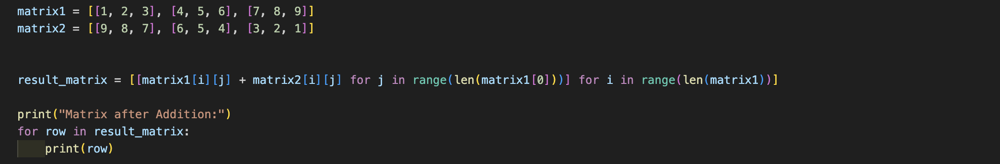 matrix1 = [[1, 2, 3], [4, 5, 6], [7, 8, 9]]
matrix2 = [[9, 8, 7], [6, 5, 4], [3, 2, 1]]
result_matrix = [[matrix1[i][j] + matrix2[i][j] for j in range(len(matrix1[0]))] for i in range(len(matrix1))]
print("Matrix after Addition:")
for row in result_matrix:
    print(row)